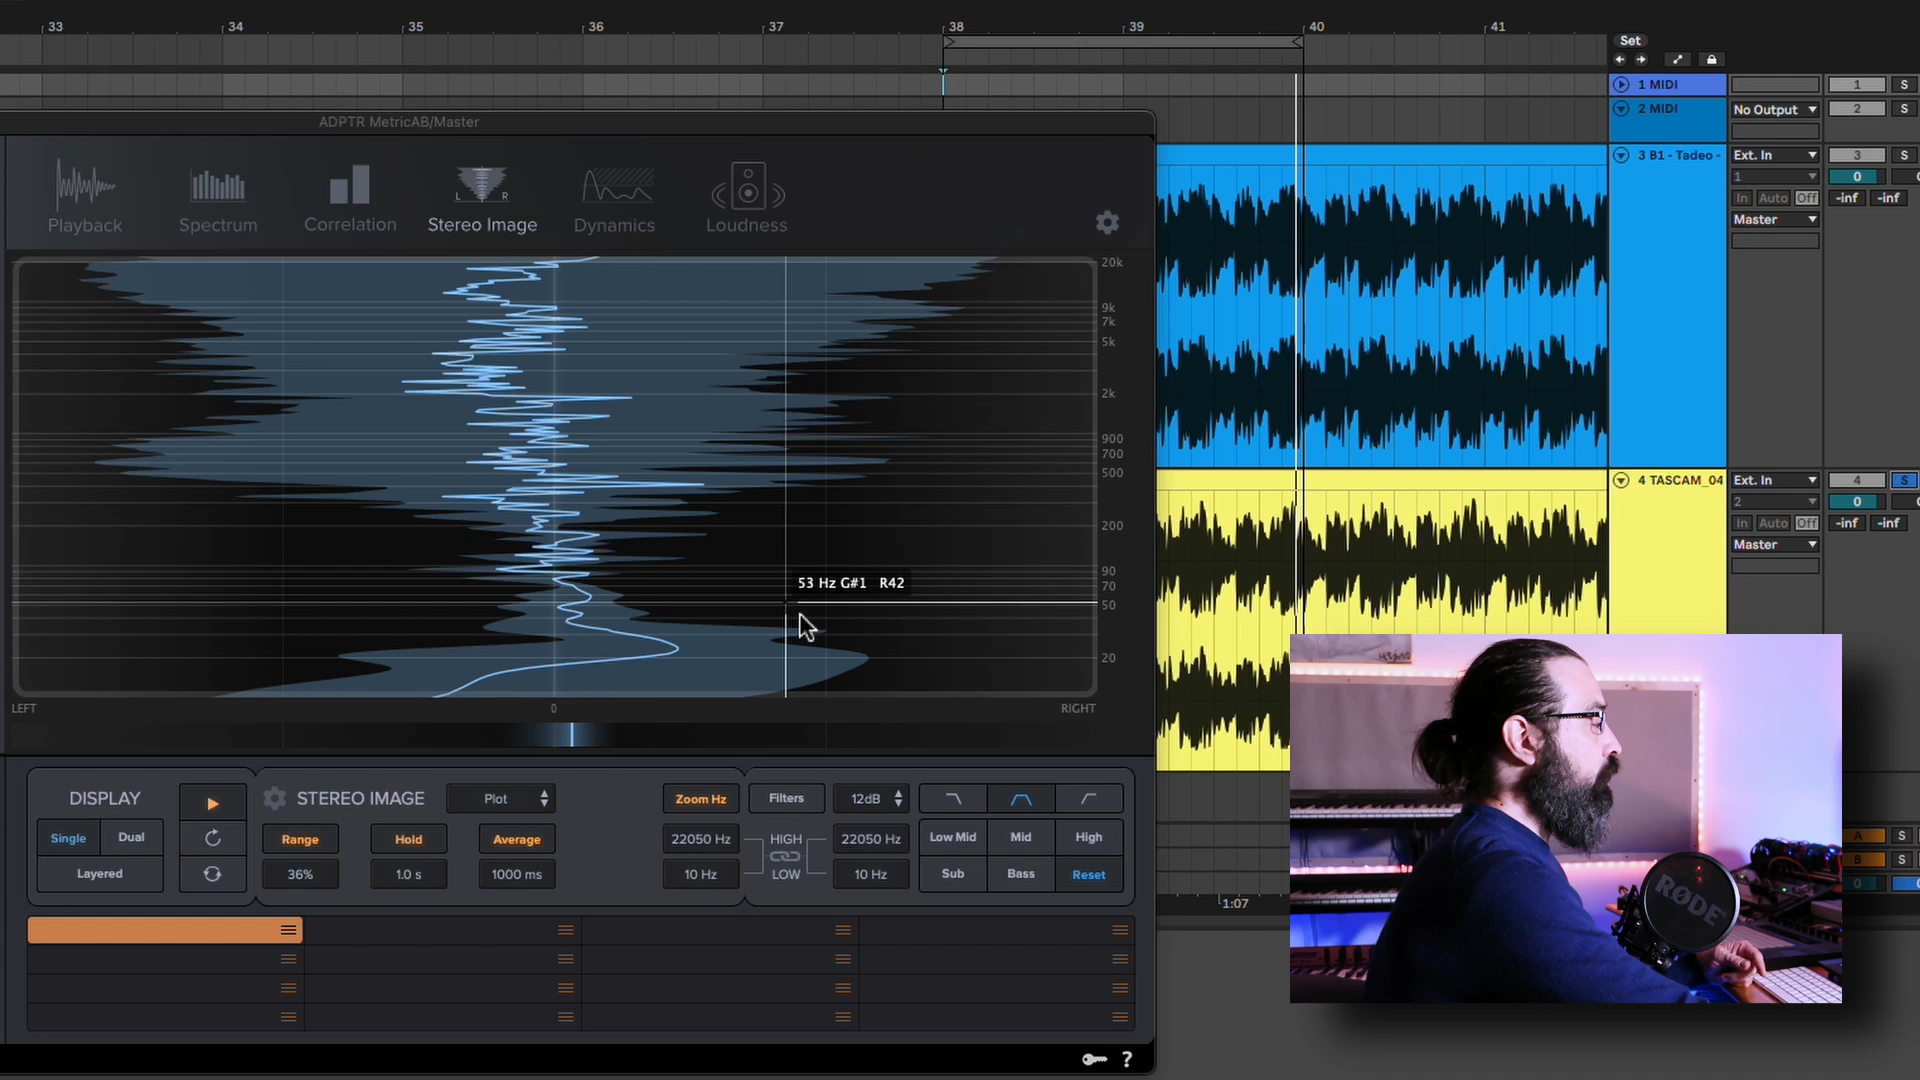 33 34 35 36 37 38 39 40 41
Set
ADPTR MetricAB/Master
1 MIDI 1 S
2 MIDI No Output 2 S
L R
Playback Spectrum Correlation Stereo Image Dynamics Loudness
3 B1 - Tadeo - Ext. In 3 S
1 0
In Auto Off -inf -inf
Master
20k
9k
7k
5k
2k
900
700
500
200
90
70
50
20
53 Hz G#1 R42
4 TASCAM_04 Ext. In 4 S
2 0
In Auto Off -inf -inf
Master
LEFT 0 RIGHT
DISPLAY STEREO IMAGE Plot Zoom Hz Filters 12dB
Single Dual Range Hold Average 22050 Hz HIGH 22050 Hz Low Mid Mid High
Layered 36% 1.0 s 1000 ms 10 Hz LOW 10 Hz Sub Bass Reset
A S
B S
0
1:07
RØDE
?